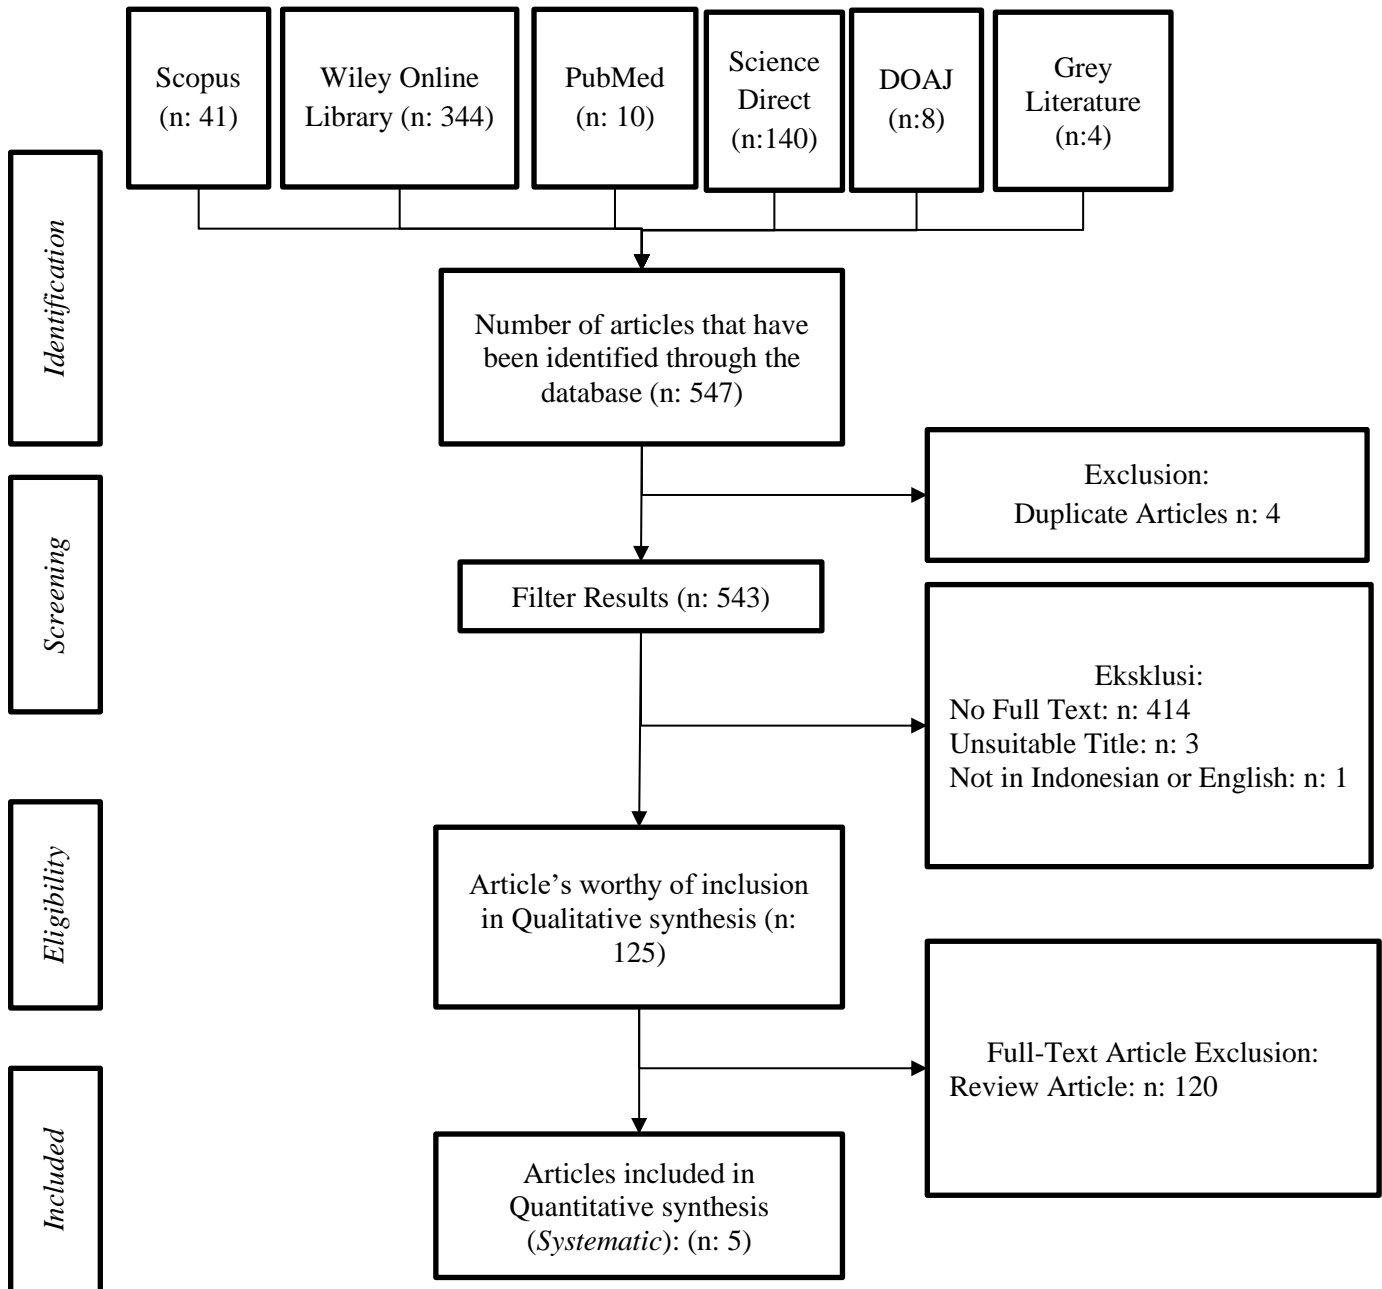 Scopus
(n: 41)
Wiley Online
Library (n: 344)
PubMed
(n: 10)
Science
Direct
(n:140)
DOAJ
(n:8)
Grey
Literature
(n:4)
Identification
Number of articles that have
been identified through the
database (n: 547)
Exclusion:
Duplicate Articles n: 4
Screening
Filter Results (n: 543)
Eksklusi:
No Full Text: n: 414
Unsuitable Title: n: 3
Not in Indonesian or English: n: 1
Eligibility
Article’s worthy of inclusion
in Qualitative synthesis (n:
125)
Full-Text Article Exclusion:
Review Article: n: 120
Included
Articles included in
Quantitative synthesis
(Systematic): (n: 5)